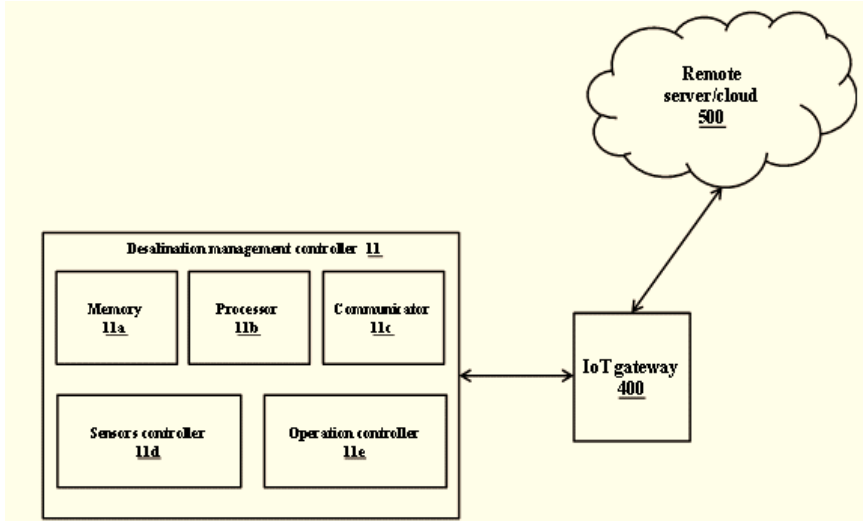 Remote
server/cloud
500
Desalination management controller 11
Memory
11a
Processor
11b
Communicator
11c
IoT gateway
400
Sensors controller
11d
Operation controller
11e